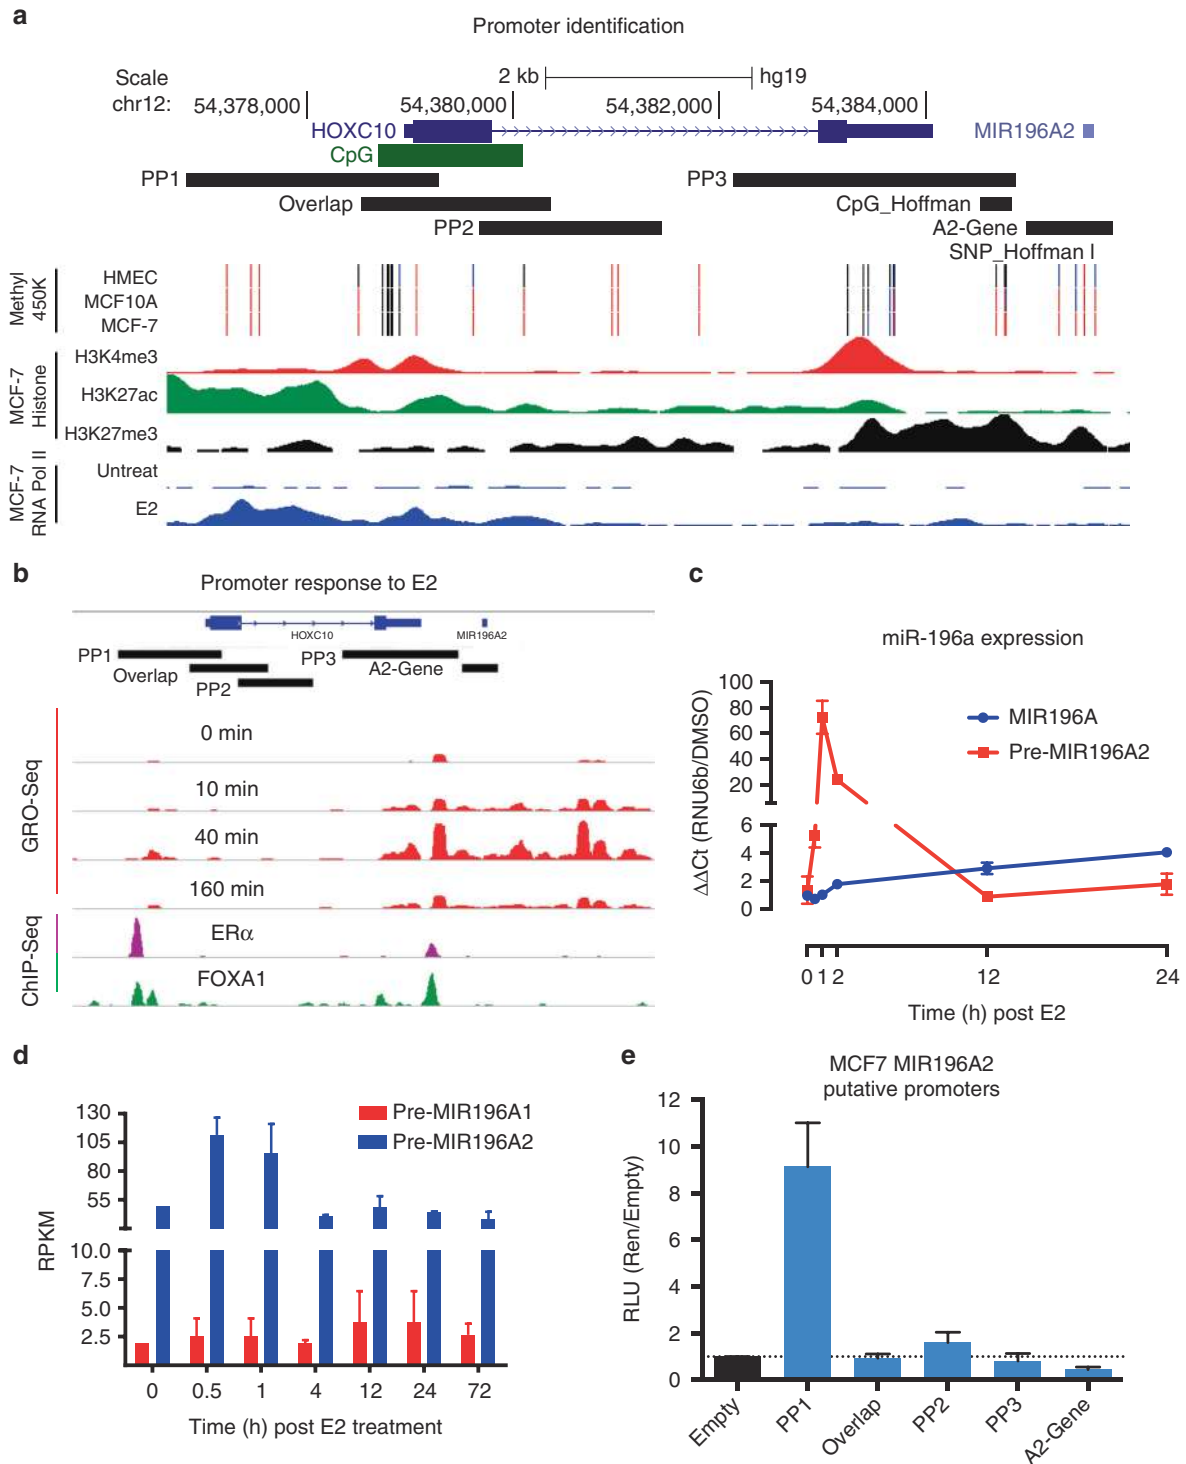 a
Promoter identification
Scale
2 kb
hg19
chr12:
54,378,000
54,380,000
54,382,000
54,384,000
HOXC10
MIR196A2
CpG
PP1
PP3
Overlap
CpG_Hoffman
PP2
A2-Gene
SNP_Hoffman I
Methyl
450K
HMEC
MCF10A
MCF-7
MCF-7
Histone
H3K4me3
H3K27ac
H3K27me3
MCF-7
RNA Pol II
Untreat
E2
b
Promoter response to E2
HOXC10
MIR196A2
PP1
PP3
Overlap
A2-Gene
PP2
GRO-Seq
0 min
10 min
40 min
160 min
ChIP-Seq
ERα
FOXA1
c
miR-196a expression
ΔΔCt (RNU6b/DMSO)
100
80
60
40
20
6
4
2
0
MIR196A
Pre-MIR196A2
0 1 2 12 24
Time (h) post E2
d
RPKM
130
105
80
55
10.0
7.5
5.0
2.5
Pre-MIR196A1
Pre-MIR196A2
0 0.5 1 4 12 24 72
Time (h) post E2 treatment
e
MCF7 MIR196A2
putative promoters
RLU (Ren/Empty)
12
10
8
6
4
2
0
Empty
PP1
Overlap
PP2
PP3
A2-Gene